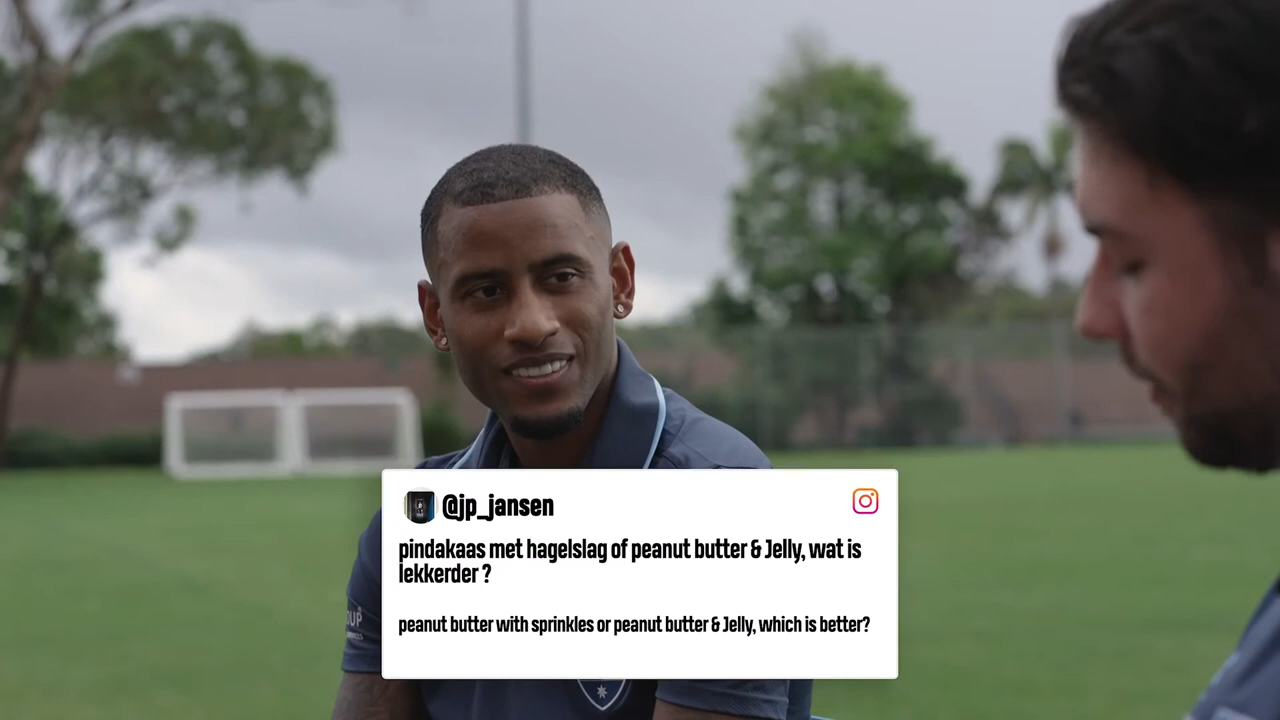 @jp_jansen
pindakaas met hagelslag of peanut butter & Jelly, wat is
lekkerder ?
peanut butter with sprinkles or peanut butter & Jelly, which is better?